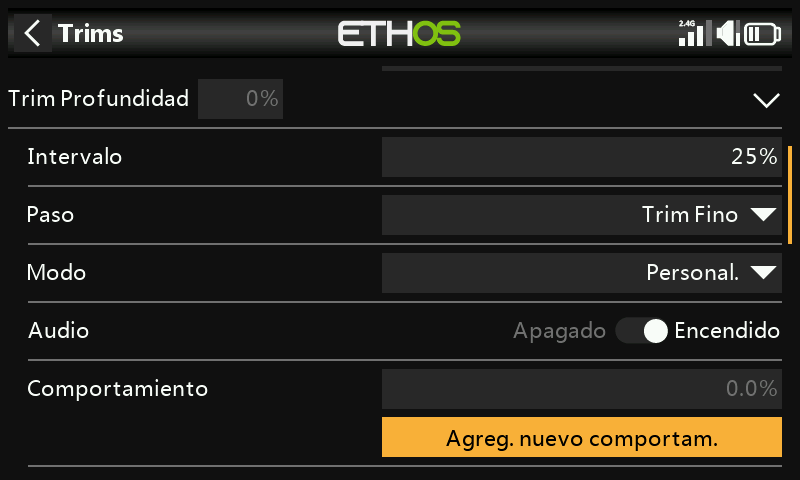 Trims
ETHOS
2.4G
Trim Profundidad 0%
Intervalo 25%
Paso Trim Fino
Modo Personal.
Audio Apagado Encendido
Comportamiento 0.0%
Agreg. nuevo comportam.